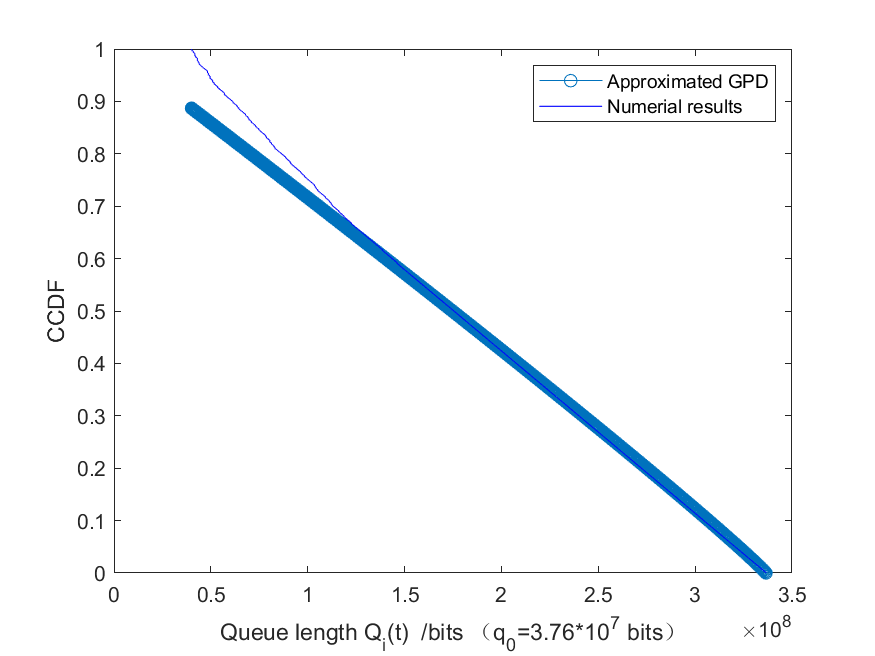 Approximated GPD
Numerial results
1
0.9
0.8
0.7
0.6
0.5
0.4
0.3
0.2
0.1
0
CCDF
0 0.5 1 1.5 2 2.5 3 3.5
×10^8
Queue length Q_i(t) /bits （q_0=3.76*10^7 bits）